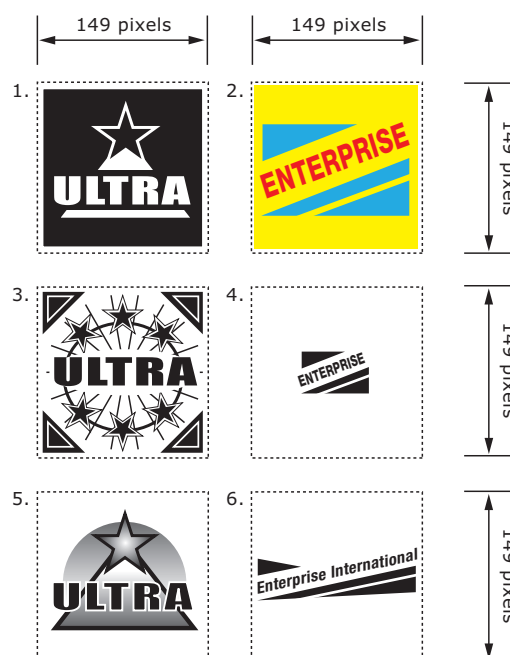 149 pixels
149 pixels
1.
ULTRA
2.
ENTERPRISE
149 pixels
3.
ULTRA
4.
ENTERPRISE
149 pixels
5.
ULTRA
6.
Enterprise International
149 pixels